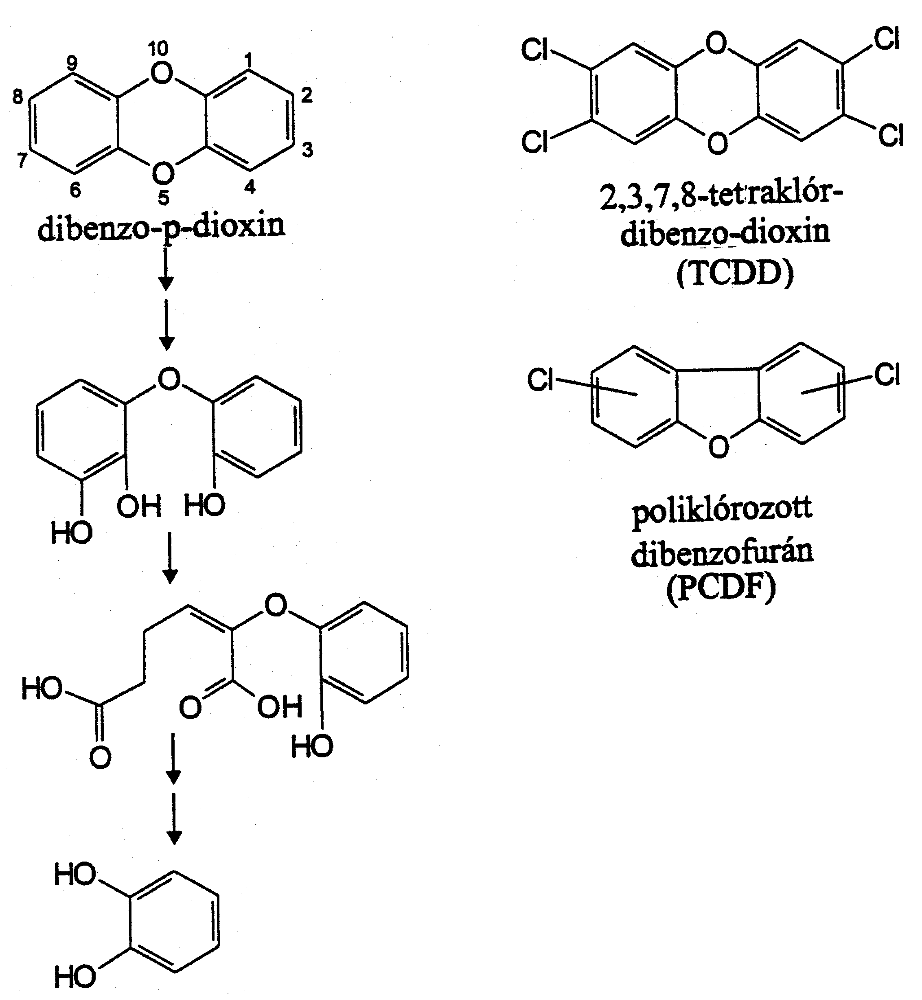 10
O
9
1
8
2
7
3
6
O
5
4
dibenzo-p-dioxin
O
OH
HO
HO
O
HO
O
O
OH
HO
HO
HO
Cl
O
Cl
Cl
O
Cl
2,3,7,8-tetraklór-
dibenzo-dioxin
(TCDD)
Cl
Cl
O
poliklórozott
dibenzofurán
(PCDF)